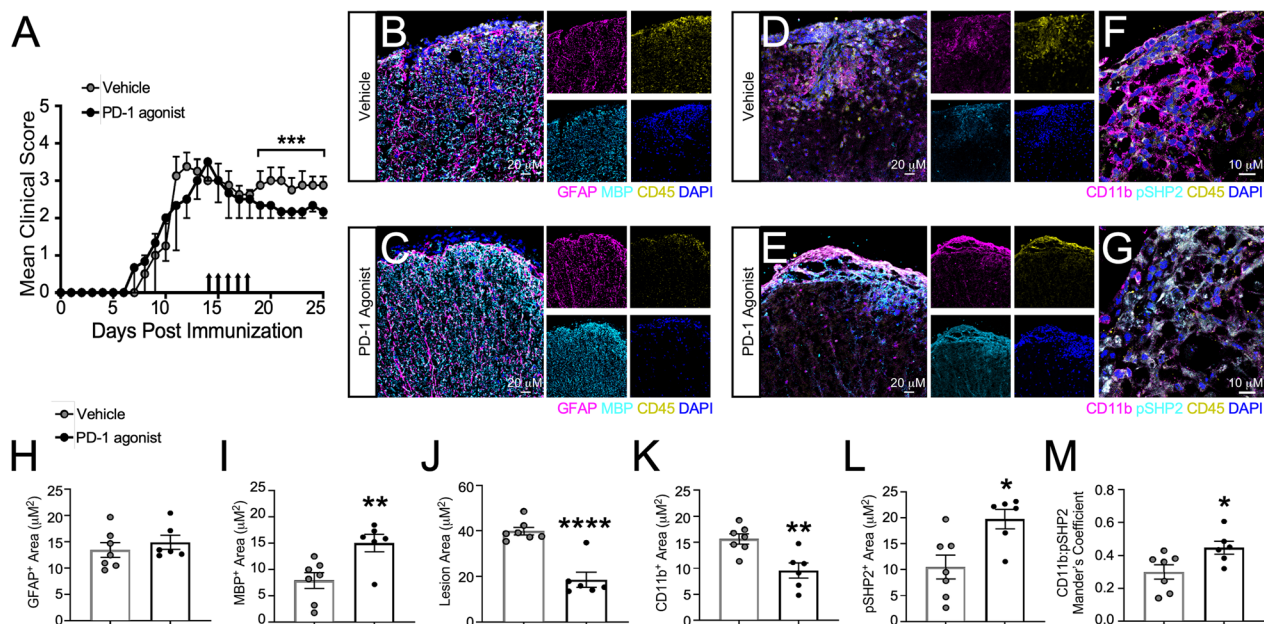 A
Vehicle
PD-1 agonist
Mean Clinical Score
5
4
3
2
1
0
***
0 5 10 15 20 25
Days Post Immunization
Vehicle
B
20 μM
PD-1 Agonist
C
20 μM
GFAP MBP CD45 DAPI
GFAP MBP CD45 DAPI
Vehicle
D
20 μM
F
10 μM
CD11b pSHP2 CD45 DAPI
PD-1 Agonist
E
20 μM
G
10 μM
CD11b pSHP2 CD45 DAPI
Vehicle
PD-1 agonist
H
GFAP+ Area (μM²)
25
20
15
10
5
0
I
MBP+ Area (μM²)
25
20
15
10
5
0
**
J
Lesion Area (μM²)
60
40
20
0
****
K
CD11b+ Area (μM²)
25
20
15
10
5
0
**
L
pSHP2+ Area (μM²)
25
20
15
10
5
0
*
M
CD11b:pSHP2
Mander's Coefficient
0.8
0.6
0.4
0.2
0.0
*